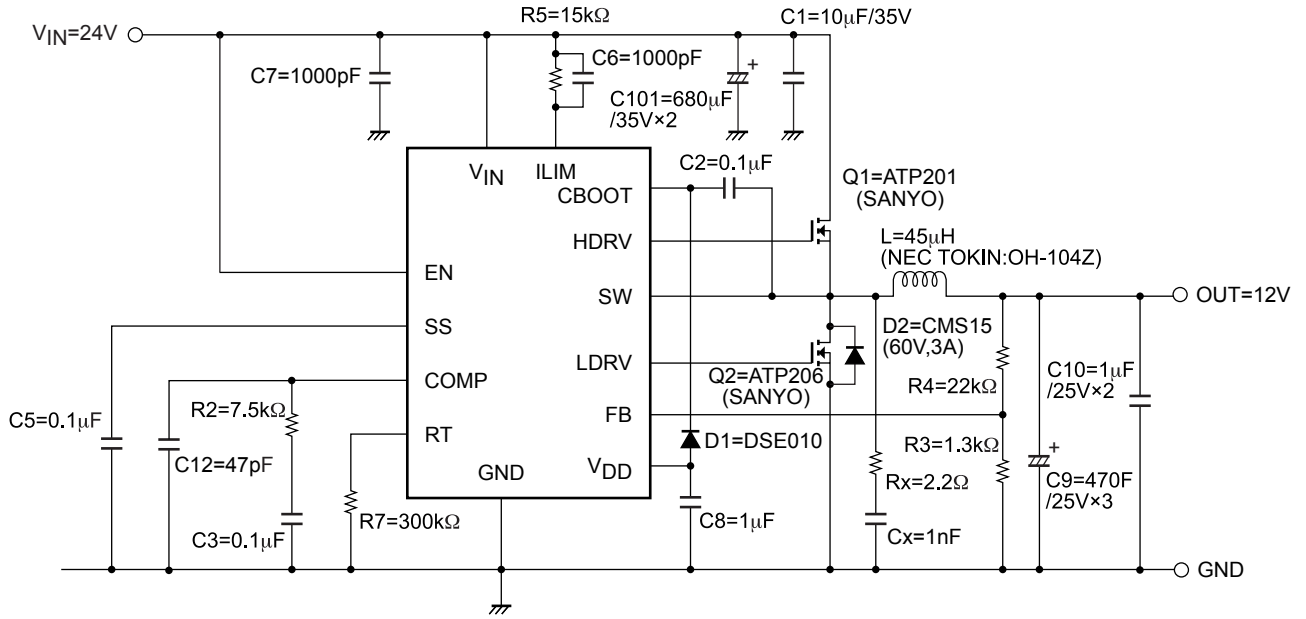 R5=15kΩ
C1=10μF/35V
VIN=24V
C7=1000pF
C6=1000pF
C101=680μF
/35V×2
VIN
ILIM
C2=0.1μF
CBOOT
Q1=ATP201
(SANYO)
HDRV
L=45μH
(NEC TOKIN:OH-104Z)
EN
SW
OUT=12V
SS
D2=CMS15
(60V,3A)
LDRV
Q2=ATP206
(SANYO)
COMP
R4=22kΩ
C10=1μF
/25V×2
C5=0.1μF
R2=7.5kΩ
FB
RT
D1=DSE010
R3=1.3kΩ
C12=47pF
GND
VDD
Rx=2.2Ω
C9=470F
/25V×3
R7=300kΩ
C8=1μF
C3=0.1μF
Cx=1nF
GND
+
+